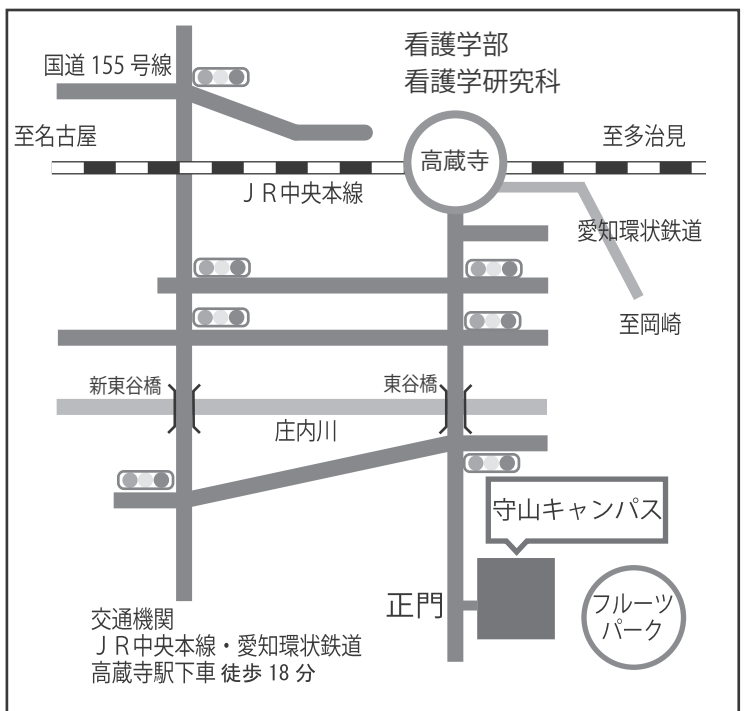 看護学部
看護学研究科
国道 155 号線
至名古屋
高蔵寺
至多治見
ＪＲ中央本線
愛知環状鉄道
至岡崎
新東谷橋
東谷橋
庄内川
守山キャンパス
正門
フルーツ
パーク
交通機関
ＪＲ中央本線・愛知環状鉄道
高蔵寺駅下車 徒歩 18 分